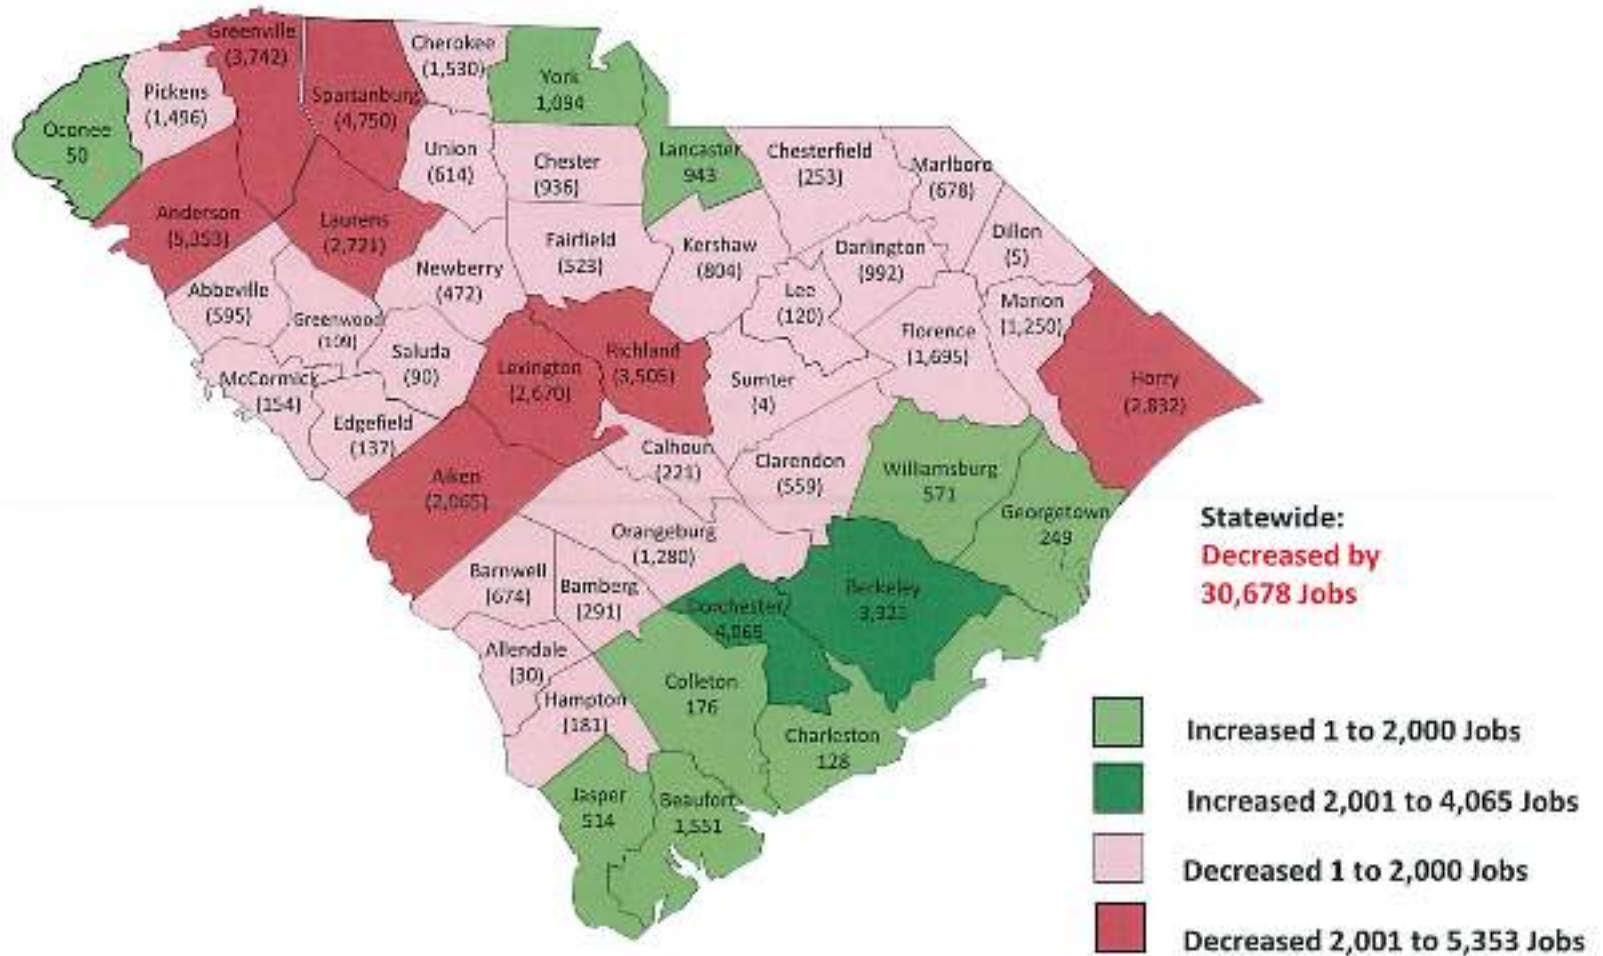 Greenville
(3,742)
Cherokee
(1,530)
York
1,094
Pickens
(1,496)
Spartanburg
(4,750)
Oconee
50
Union
(614)
Chester
(936)
Lancaster
943
Chesterfield
(253)
Marlboro
(678)
Anderson
(5,353)
Laurens
(2,721)
Fairfield
(523)
Kershaw
(804)
Darlington
(992)
Dillon
(5)
Newberry
(472)
Abbeville
(595)
Greenwood
(109)
Lee
(120)
Marion
(1,250)
Florence
(1,695)
Saluda
(90)
Lexington
(2,670)
Richland
(3,505)
McCormick
(154)
Sumter
(4)
Horry
(2,832)
Edgefield
(137)
Calhoun
(221)
Clarendon
(559)
Aiken
(2,065)
Williamsburg
571
Georgetown
249
Orangeburg
(1,280)
Barnwell
(674)
Bamberg
(291)
Dorchester
4,065
Berkeley
Allendale
(30)
Hampton
(181)
Colleton
176
Charleston
128
Jasper
514
Beaufort
1,551
Statewide:
Decreased by
30,678 Jobs
Increased 1 to 2,000 Jobs
Increased 2,001 to 4,065 Jobs
Decreased 1 to 2,000 Jobs
Decreased 2,001 to 5,353 Jobs